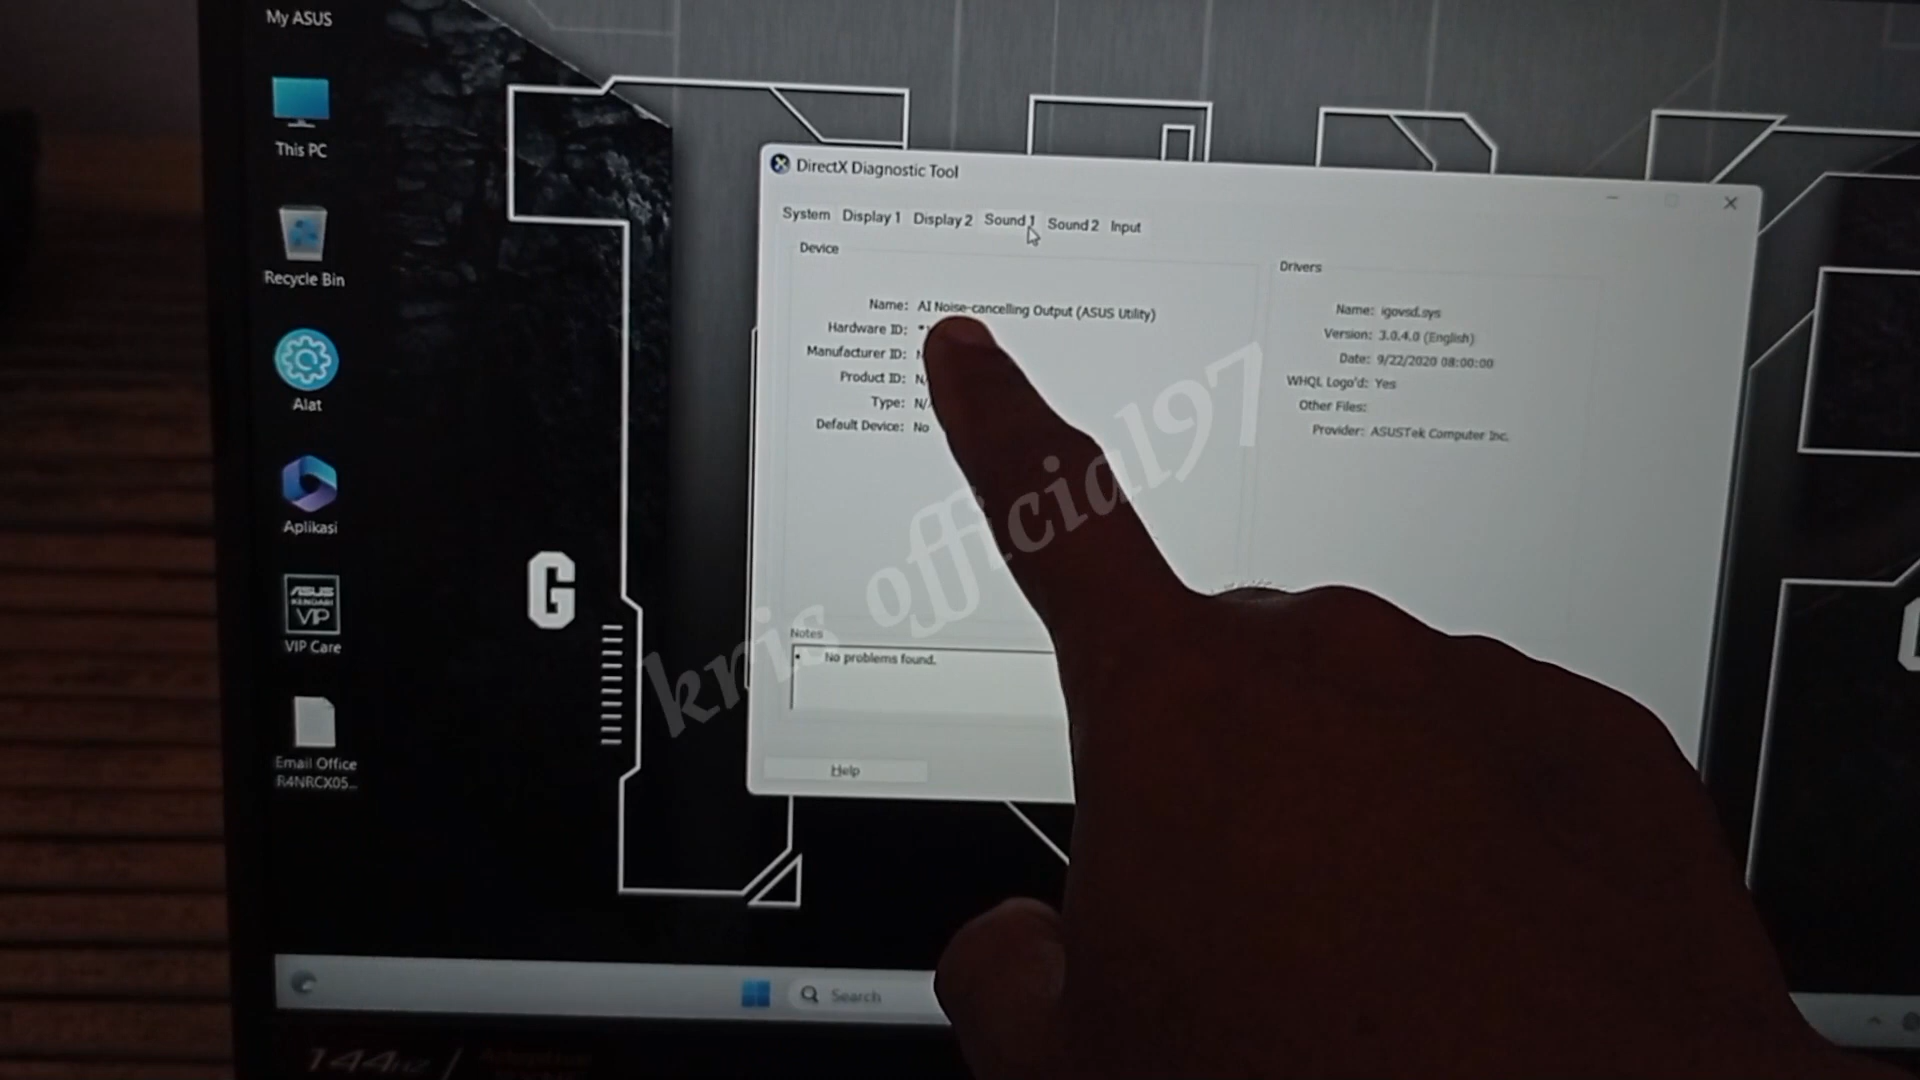 My ASUS
This PC
Recycle Bin
Alat
Aplikasi
ASUS
VIP
VIP Care
Email Office
R4NRCX05...
G
DirectX Diagnostic Tool
System Display 1 Display 2 Sound 1 Sound 2 Input
Device
Name: AI Noise-cancelling Output (ASUS Utility)
Hardware ID:
Manufacturer ID:
Product ID:
Type:
Default Device: No
Drivers
Name: igovsd.sys
Version: 3.0.4.0 (English)
Date: 9/22/2020 08:00:00
WHQL Logo'd: Yes
Other Files:
Provider: ASUSTek Computer Inc.
Notes
No problems found.
Help
kris official97
Search
144Hz